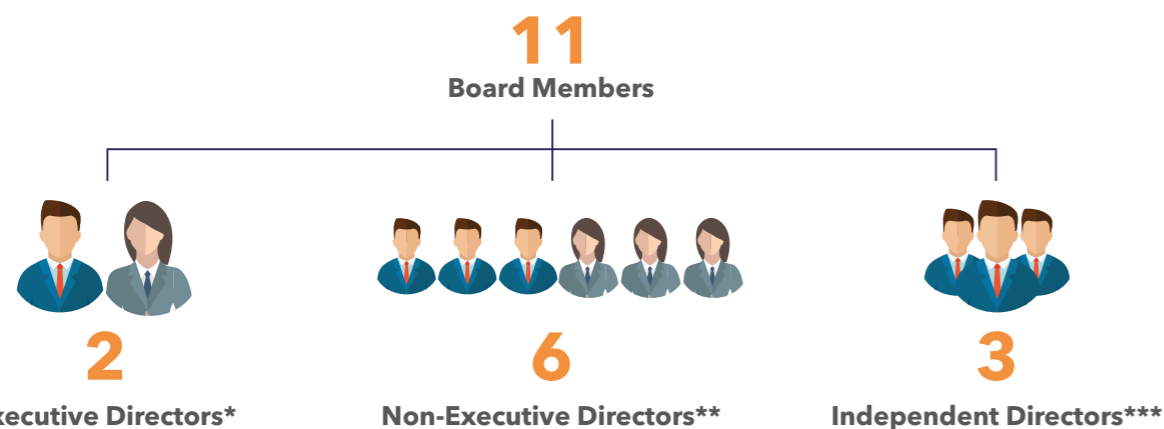 11
Board Members
2
6
3
xecutive Directors*
Non-Executive Directors**
Independent Directors***